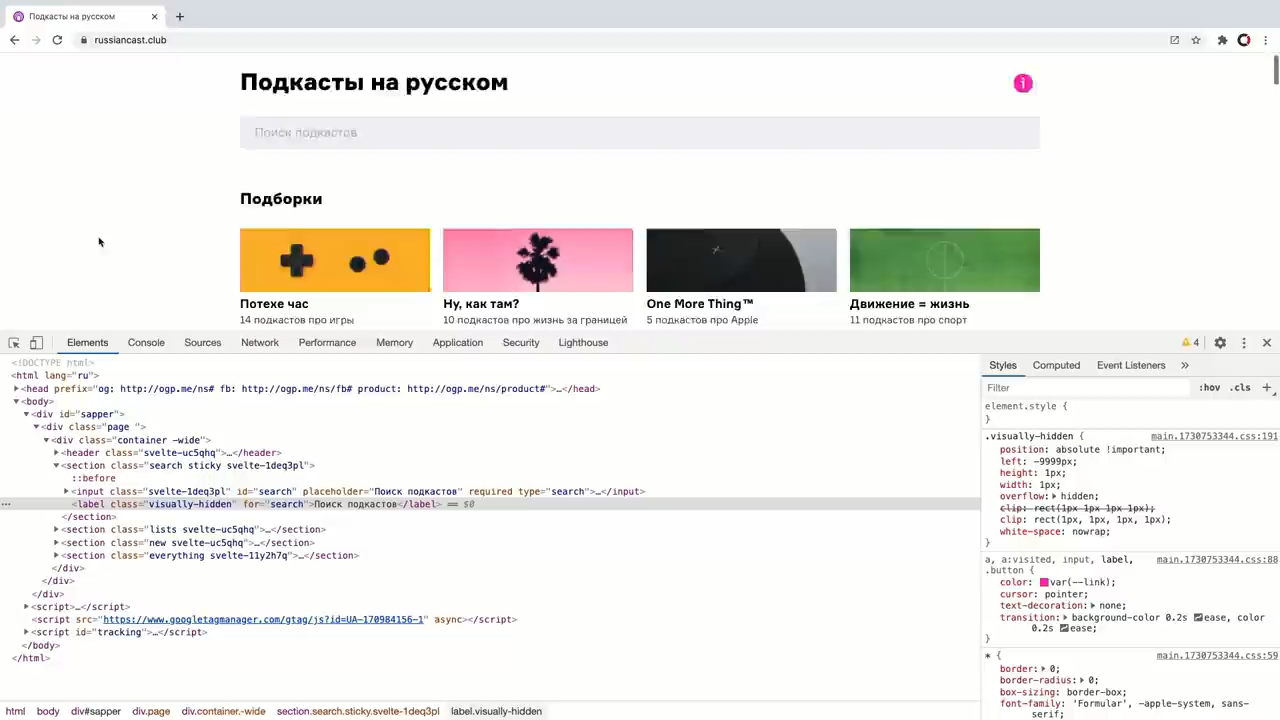 Подкасты на русском
russiancast.club
Подкасты на русском
i
Поиск подкастов
Подборки
Потехе час
14 подкастов про игры
Ну, как там?
10 подкастов про жизнь за границей
One More Thing™
5 подкастов про Apple
Движение = жизнь
11 подкастов про спорт
Elements Console Sources Network Performance Memory Application Security Lighthouse 4
<!DOCTYPE html>
<html lang="ru">
<head prefix="og: http://ogp.me/ns# fb: http://ogp.me/ns/fb# product: http://ogp.me/ns/product#">…</head>
<body>
<div id="sapper">
<div class="page ">
<div class="container -wide">
<header class="svelte-uc5qhq">…</header>
<section class="search sticky svelte-1deq3pl">
::before
<input class="svelte-1deq3pl" id="search" placeholder="Поиск подкастов" required type="search">…</input>
<label class="visually-hidden" for="search">Поиск подкастов</label> == $0
</section>
<section class="lists svelte-uc5qhq">…</section>
<section class="new svelte-uc5qhq">…</section>
<section class="everything svelte-11y2h7q">…</section>
</div>
</div>
</div>
<script>…</script>
<script src="https://www.googletagmanager.com/gtag/js?id=UA-170984156-1" async></script>
<script id="tracking">…</script>
</body>
</html>
html body div#sapper div.page div.container.-wide section.search.sticky.svelte-1deq3pl label.visually-hidden
Styles Computed Event Listeners »
Filter :hov .cls +
element.style {
}
.visually-hidden { main.1730753344.css:191
position: absolute !important;
left: -9999px;
height: 1px;
width: 1px;
overflow: hidden;
clip: rect(1px 1px 1px 1px);
clip: rect(1px, 1px, 1px, 1px);
white-space: nowrap;
}
a, a:visited, input, label, main.1730753344.css:88
.button {
color: var(--link);
cursor: pointer;
text-decoration: none;
transition: background-color 0.2s ease, color
0.2s ease;
}
* { main.1730753344.css:59
border: 0;
border-radius: 0;
box-sizing: border-box;
font-family: 'Formular', -apple-system, sans-
serif;